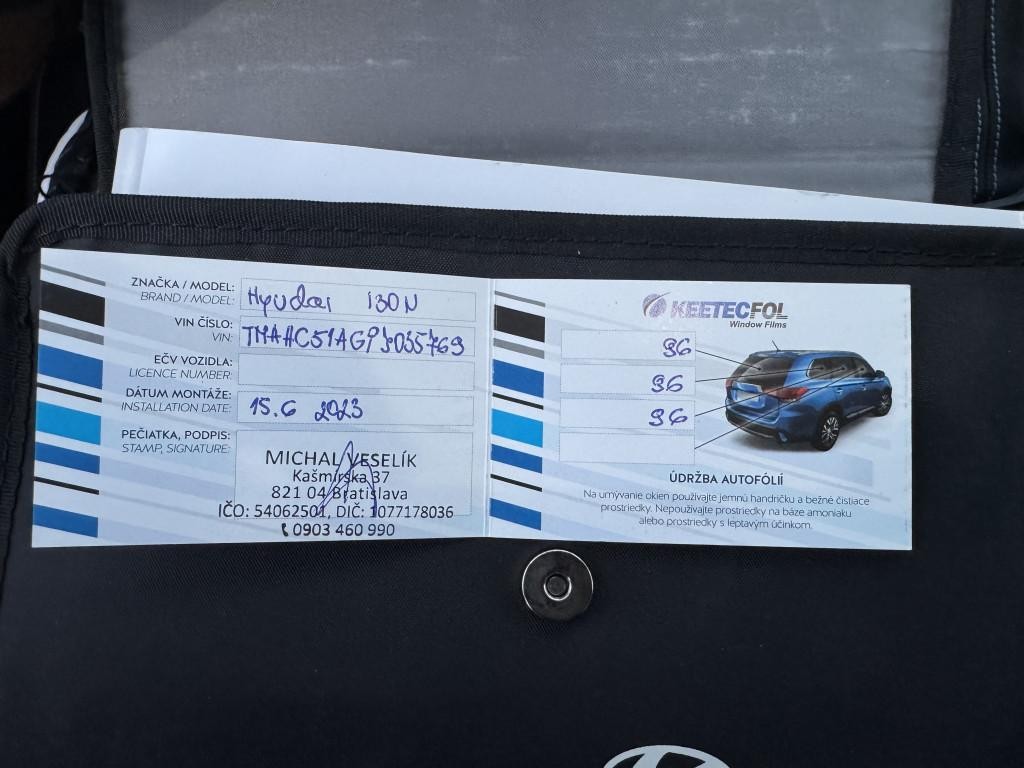 ZNAČKA / MODEL:
BRAND / MODEL:
Hyudai i30N
VIN ČÍSLO:
VIN:
EČV VOZIDLA:
LICENCE NUMBER:
DÁTUM MONTÁŽE:
INSTALLATION DATE:
15.6 2023
PEČIATKA, PODPIS:
STAMP, SIGNATURE:
MICHAL VESELÍK
Kašmírska 37
821 04 Bratislava
IČO: 54062501, DIČ: 1077178036
0903 460 990
KEETECFOL
Window Films
96
96
96
ÚDRŽBA AUTOFÓLIÍ
Na umývanie okien používajte jemnú handričku a bežné čistiace
prostriedky. Nepoužívajte prostriedky na báze amoniaku
alebo prostriedky s leptavým účinkom.